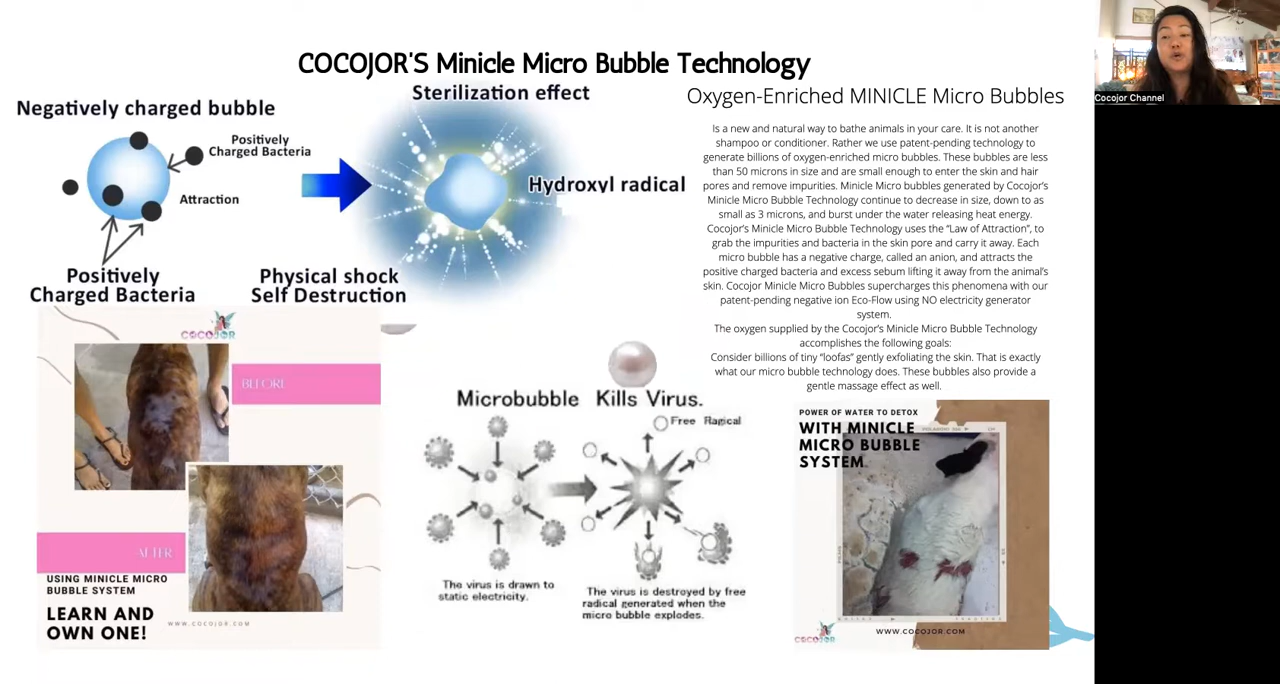 COCOJOR'S Minicle Micro Bubble Technology
Negatively charged bubble
Positively
Charged Bacteria
Attraction
Positively
Charged Bacteria
Sterilization effect
Hydroxyl radical
Physical shock
Self Destruction
Oxygen-Enriched MINICLE Micro Bubbles
Is a new and natural way to bathe animals in your care. It is not another
shampoo or conditioner. Rather we use patent-pending technology to
generate billions of oxygen-enriched micro bubbles. These bubbles are less
than 50 microns in size and are small enough to enter the skin and hair
pores and remove impurities. Minicle Micro bubbles generated by Cocojor's
Minicle Micro Bubble Technology continue to decrease in size, down to as
small as 3 microns, and burst under the water releasing heat energy.
Cocojor's Minicle Micro Bubble Technology uses the "Law of Attraction", to
grab the impurities and bacteria in the skin pore and carry it away. Each
micro bubble has a negative charge, called an anion, and attracts the
positive charged bacteria and excess sebum lifting it away from the animal's
skin. Cocojor Minicle Micro Bubbles supercharges this phenomena with our
patent-pending negative ion Eco-Flow using NO electricity generator
system.
The oxygen supplied by the Cocojor's Minicle Micro Bubble Technology
accomplishes the following goals:
Consider billions of tiny "loofas" gently exfoliating the skin. That is exactly
what our micro bubble technology does. These bubbles also provide a
gentle massage effect as well.
Cocojor Channel
COCOJOR
BEFORE
AFTER
USING MINICLE MICRO
BUBBLE SYSTEM
LEARN AND
OWN ONE!
WWW.COCOJOR.COM
Microbubble Kills Virus.
Free Ragical
The virus is drawn to
static electricity.
The virus is destroyed by free
radical generated when the
micro bubble explodes.
POWER OF WATER TO DETOX
WITH MINICLE
MICRO BUBBLE
SYSTEM
COCOJOR
WWW.COCOJOR.COM